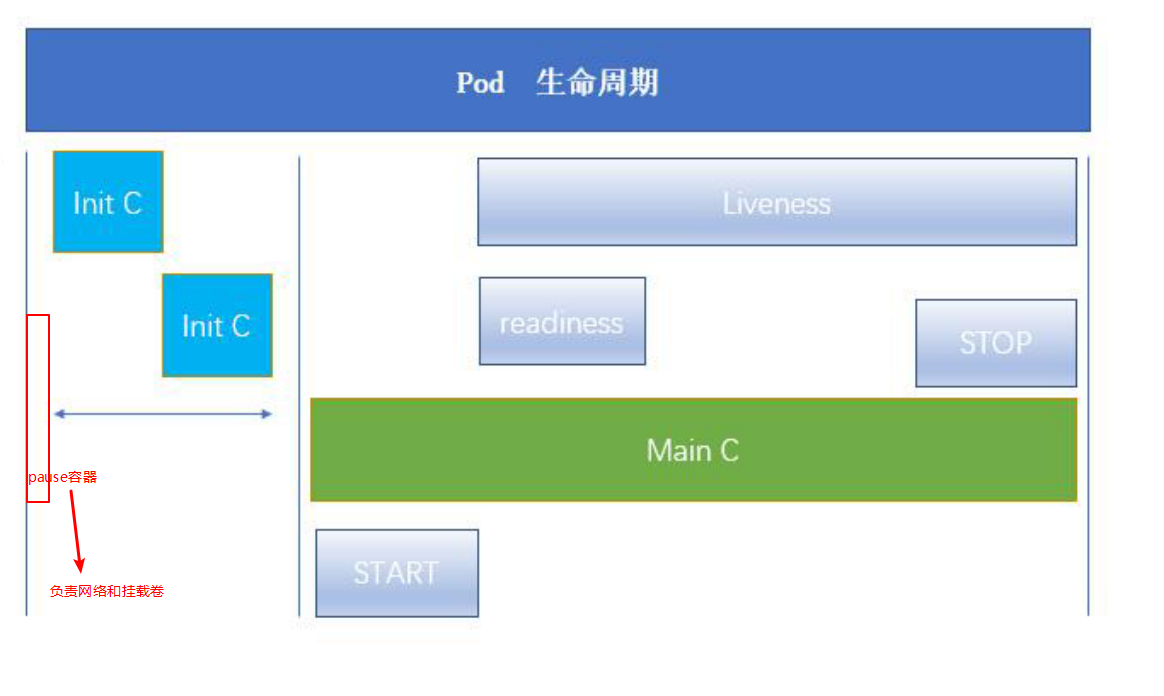 Pod 生命周期
Init C
Liveness
Init C
readiness
STOP
Main C
pause容器
START
负责网络和挂载卷